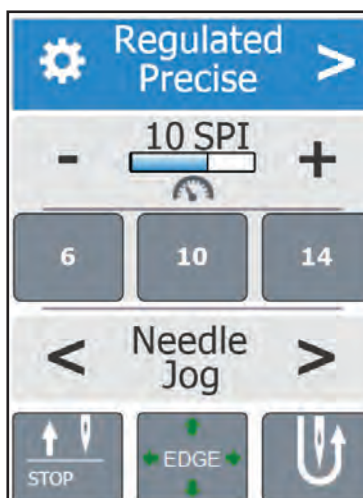 Regulated
Precise
>
- 10 SPI +
6 10 14
< Needle >
Jog
STOP EDGE